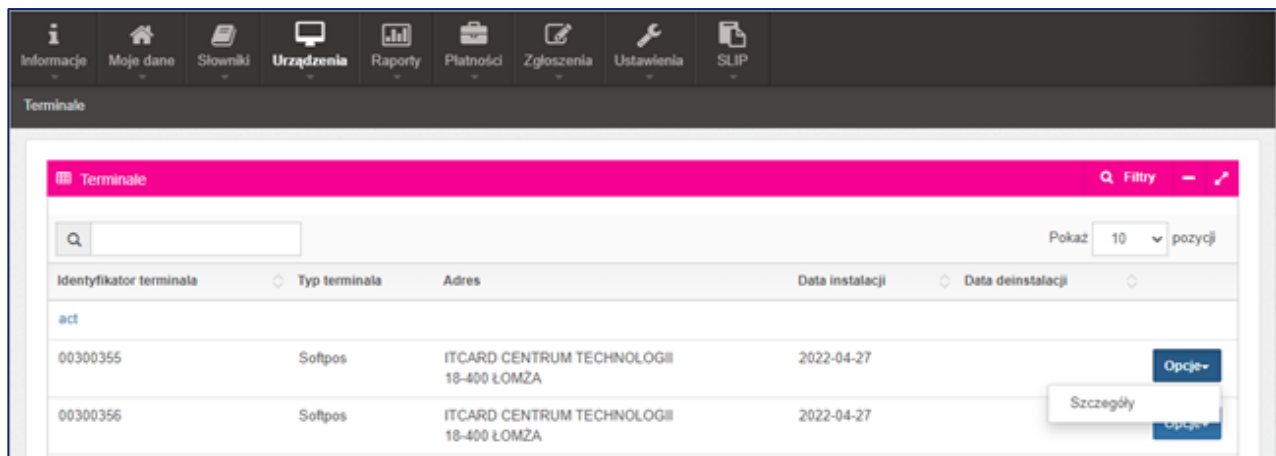 Informacje Moje dane Słowniki Urządzenia Raporty Płatności Zgłoszenia Ustawienia SLIP
Terminale
Terminale Filtry
Pokaż 10 pozycji
Identyfikator terminala Typ terminala Adres Data instalacji Data deinstalacji
act
00300355 Softpos ITCARD CENTRUM TECHNOLOGII 2022-04-27 Opcje
18-400 ŁOMŻA
Szczegóły
00300356 Softpos ITCARD CENTRUM TECHNOLOGII 2022-04-27 Opcje
18-400 ŁOMŻA